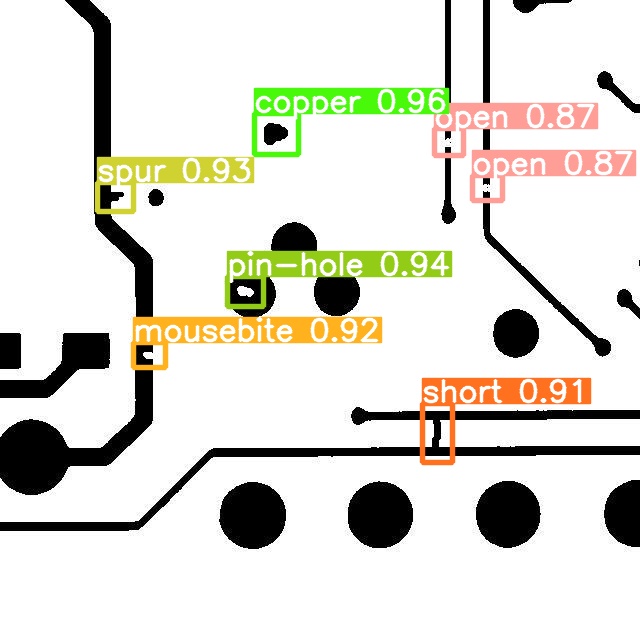 copper 0.96
open 0.87
open 0.87
spur 0.93
pin-hole 0.94
mousebite 0.92
short 0.91